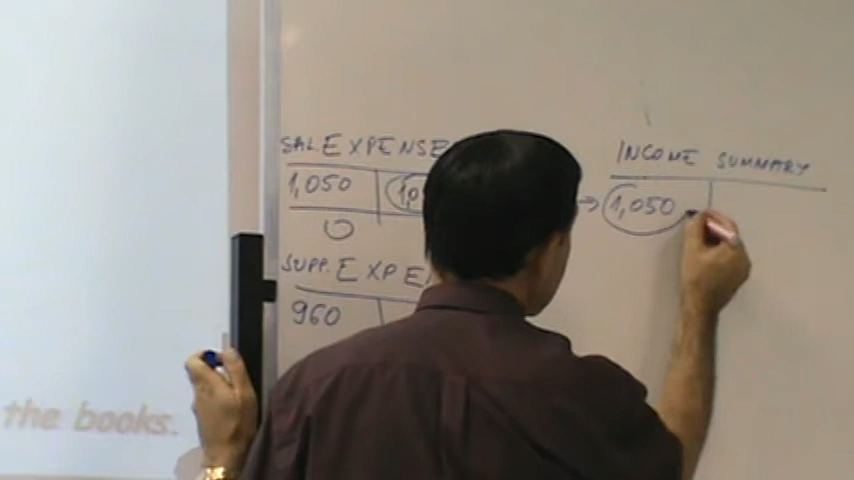 SAL. EXPENSE
1,050
0
SUPP. EXPE
960
INCOME SUMMARY
→ 1,050
the books.